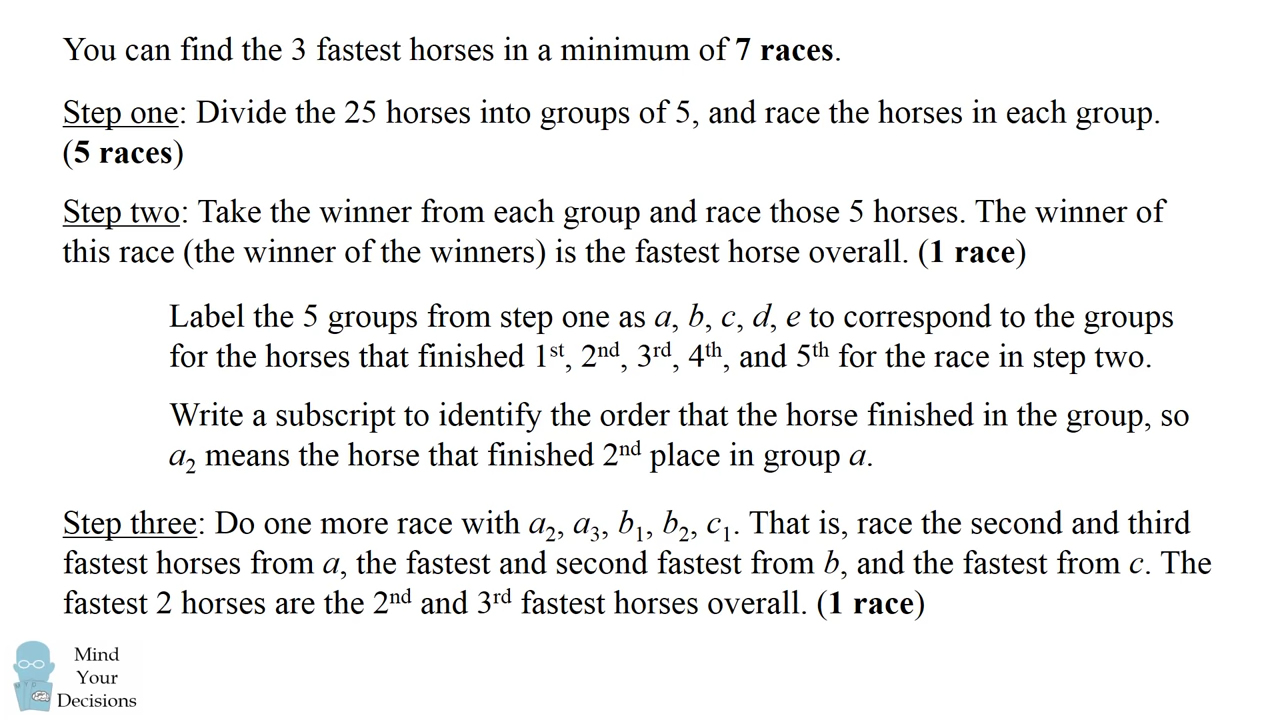 You can find the 3 fastest horses in a minimum of 7 races.
Step one: Divide the 25 horses into groups of 5, and race the horses in each group.
(5 races)
Step two: Take the winner from each group and race those 5 horses. The winner of
this race (the winner of the winners) is the fastest horse overall. (1 race)
Label the 5 groups from step one as a, b, c, d, e to correspond to the groups
for the horses that finished 1st, 2nd, 3rd, 4th, and 5th for the race in step two.
Write a subscript to identify the order that the horse finished in the group, so
a₂ means the horse that finished 2nd place in group a.
Step three: Do one more race with a₂, a₃, b₁, b₂, c₁. That is, race the second and third
fastest horses from a, the fastest and second fastest from b, and the fastest from c. The
fastest 2 horses are the 2nd and 3rd fastest horses overall. (1 race)
Mind
Your
Decisions